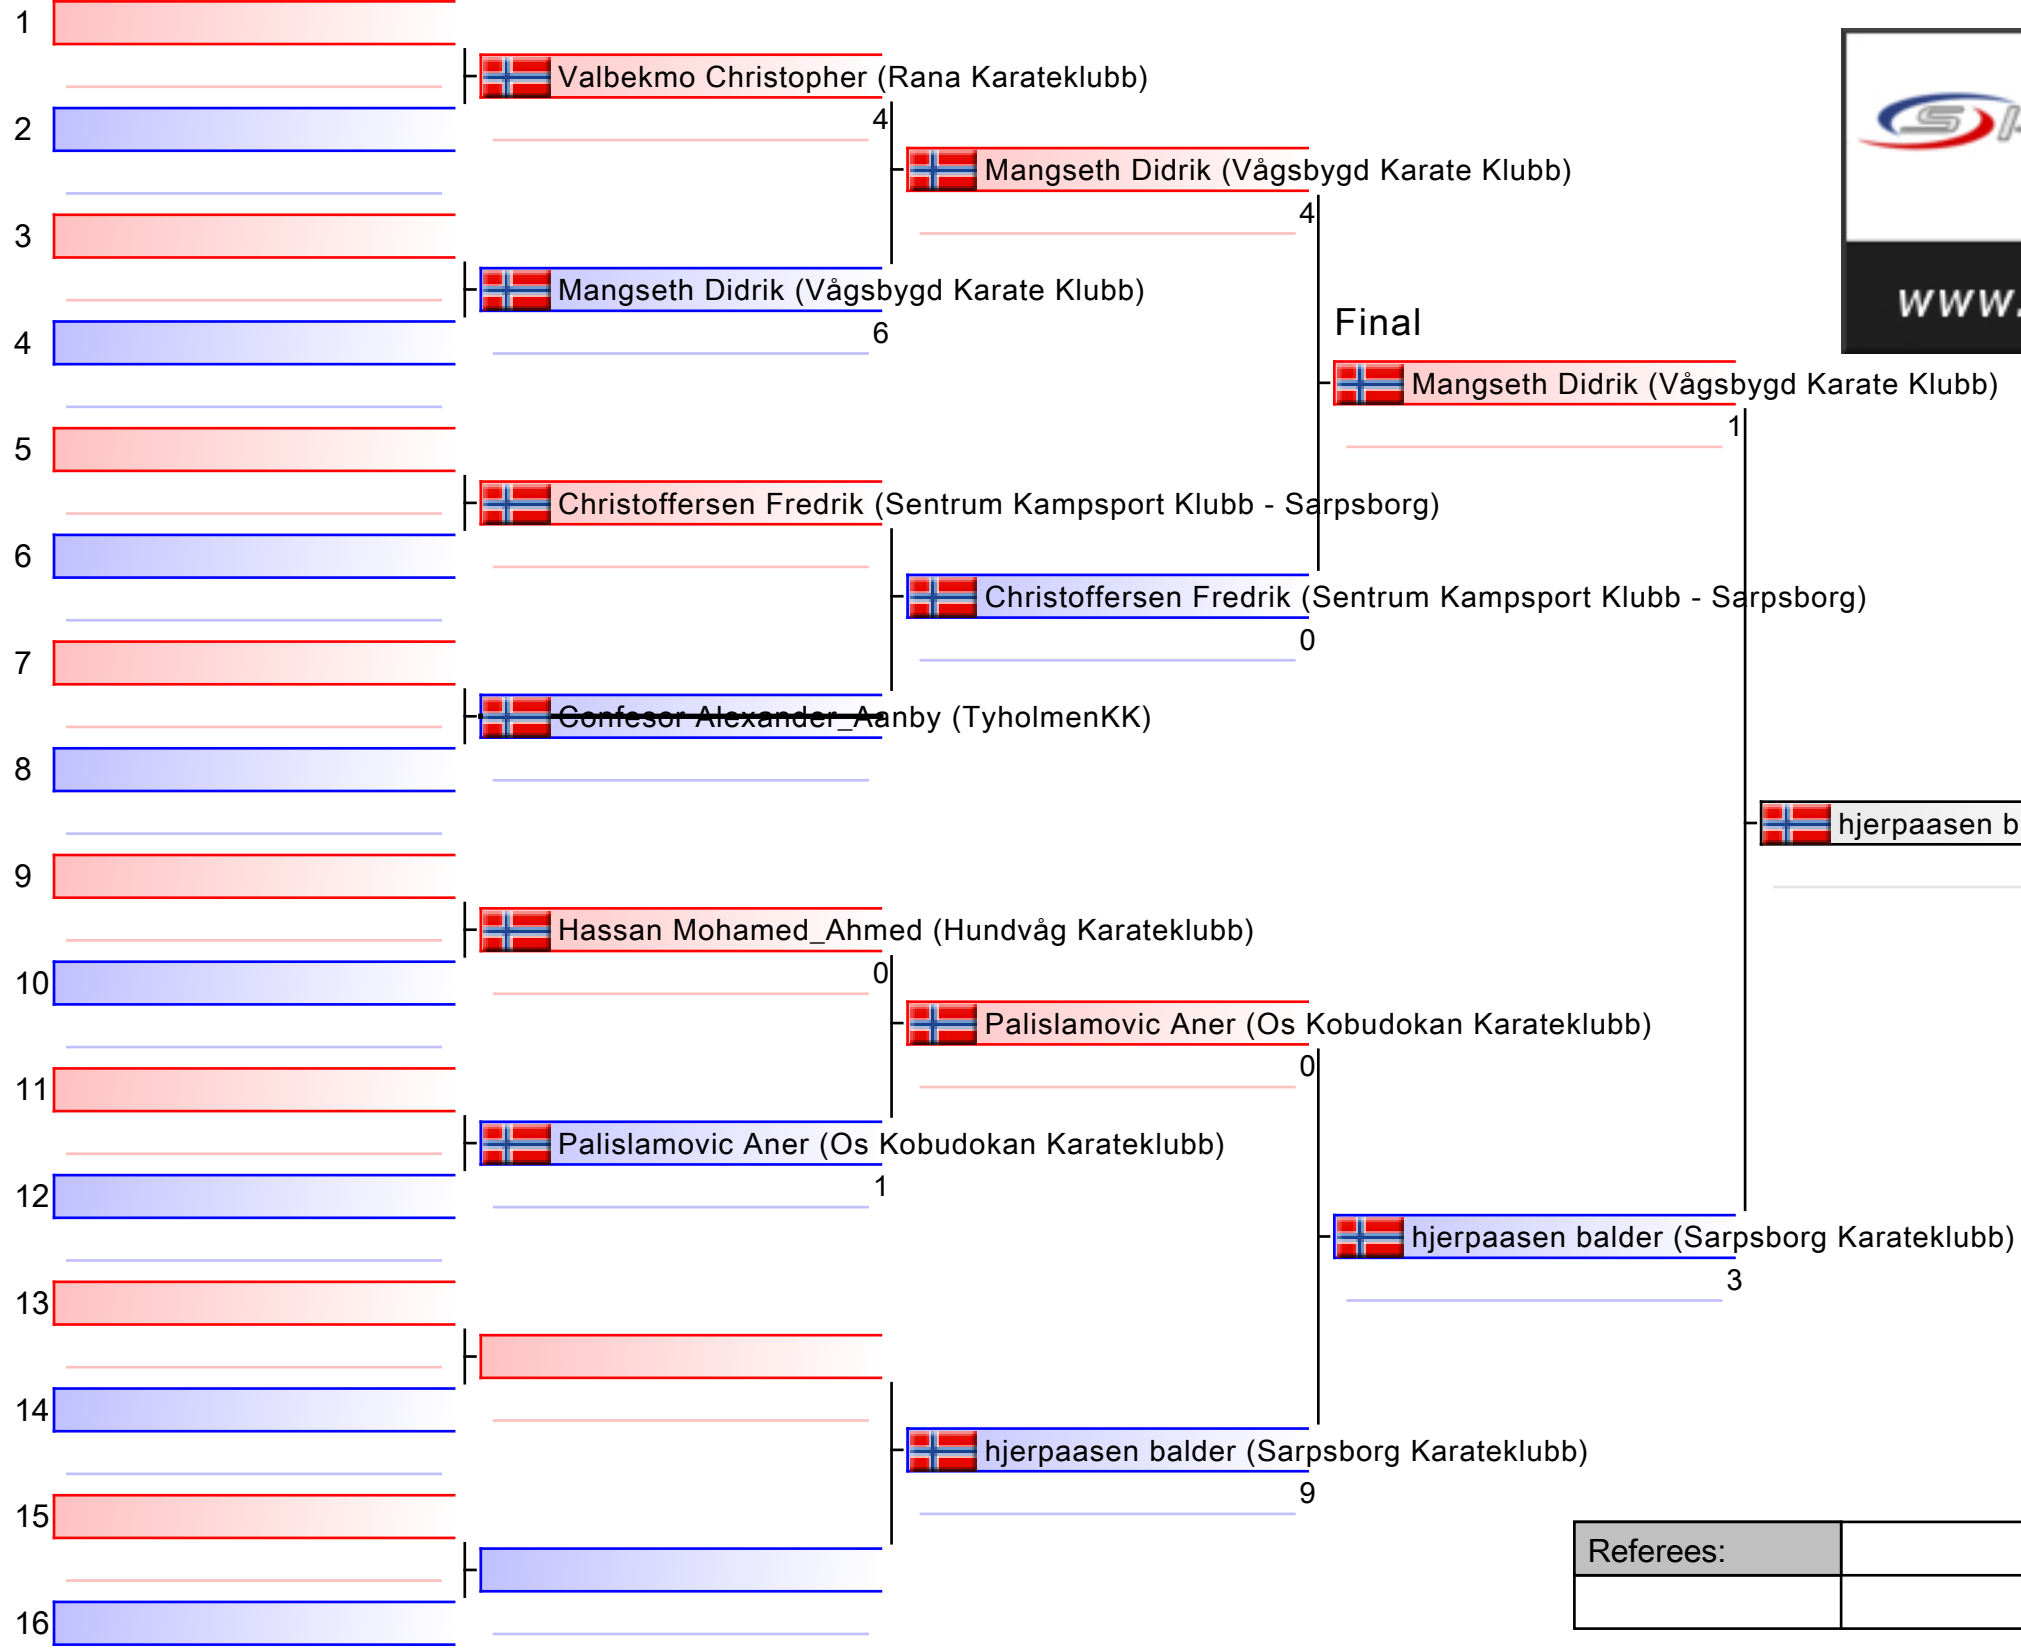 1
Valbekmo Christopher (Rana Karateklubb)
4
2
Mangseth Didrik (Vågsbygd Karate Klubb)
4
3
Mangseth Didrik (Vågsbygd Karate Klubb)
6
www.
4
Final
Mangseth Didrik (Vågsbygd Karate Klubb)
1
5
Christoffersen Fredrik (Sentrum Kampsport Klubb - Sarpsborg)
6
Christoffersen Fredrik (Sentrum Kampsport Klubb - Sarpsborg)
0
7
Confesor Alexander_Aanby (TyholmenKK)
8
hjerpaasen b
9
Hassan Mohamed_Ahmed (Hundvåg Karateklubb)
0
10
Palislamovic Aner (Os Kobudokan Karateklubb)
0
11
Palislamovic Aner (Os Kobudokan Karateklubb)
1
12
hjerpaasen balder (Sarpsborg Karateklubb)
3
13
14
hjerpaasen balder (Sarpsborg Karateklubb)
9
15
Referees:
16